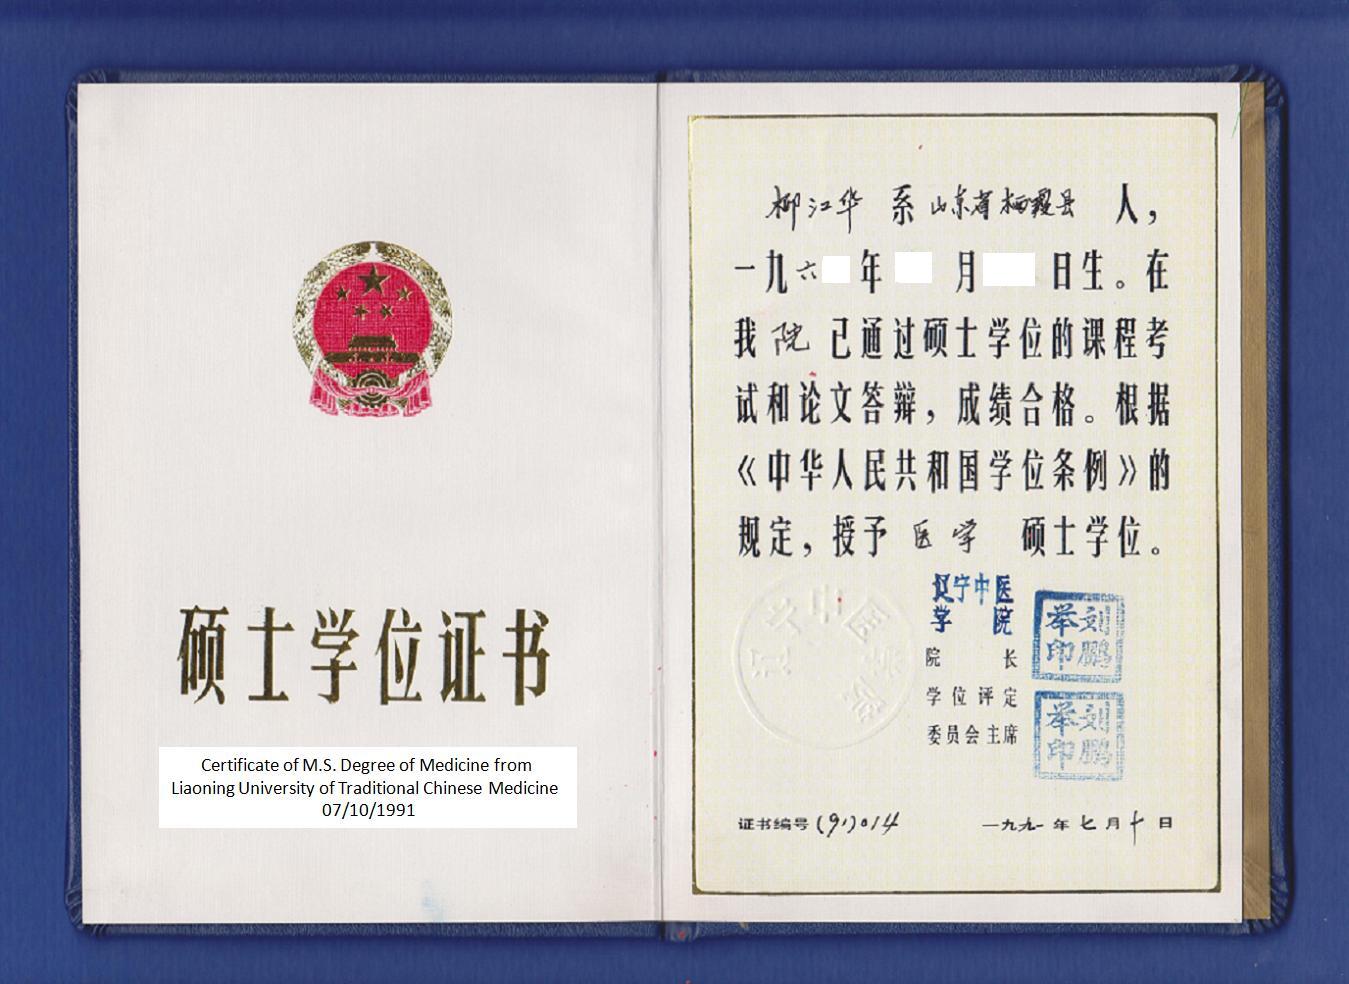 硕士学位证书
Certificate of M.S. Degree of Medicine from
Liaoning University of Traditional Chinese Medicine
07/10/1991
柳江华 系 山东省栖霞县 人，
一九六 年 月 日生。在
我院已通过硕士学位的课程考
试和论文答辩，成绩合格。根据
《中华人民共和国学位条例》的
规定，授予 医学 硕士学位。
辽宁中医
学院
院长
学位评定
委员会主席
刘鹏举印
刘鹏举印
证书编号(91)014
一九九一年七月十日